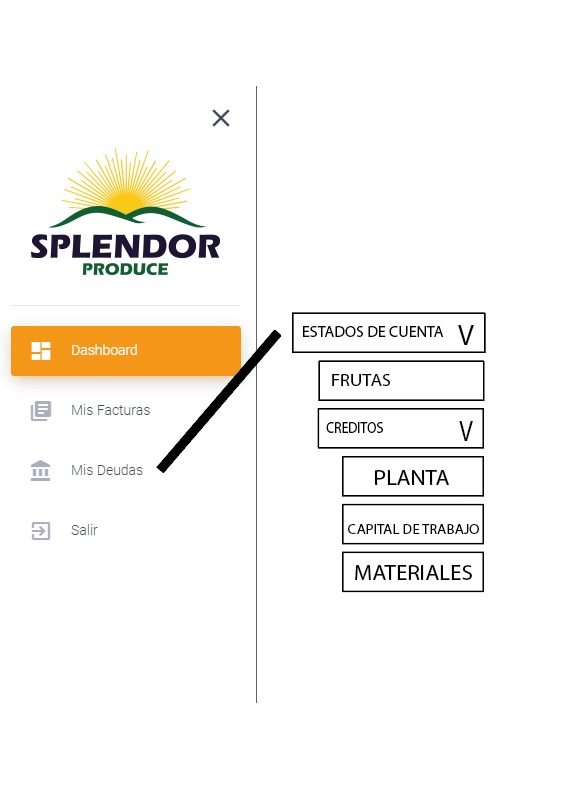 SPLENDOR
PRODUCE
Dashboard
Mis Facturas
Mis Deudas
Salir
ESTADOS DE CUENTA V
FRUTAS
CREDITOS V
PLANTA
CAPITAL DE TRABAJO
MATERIALES